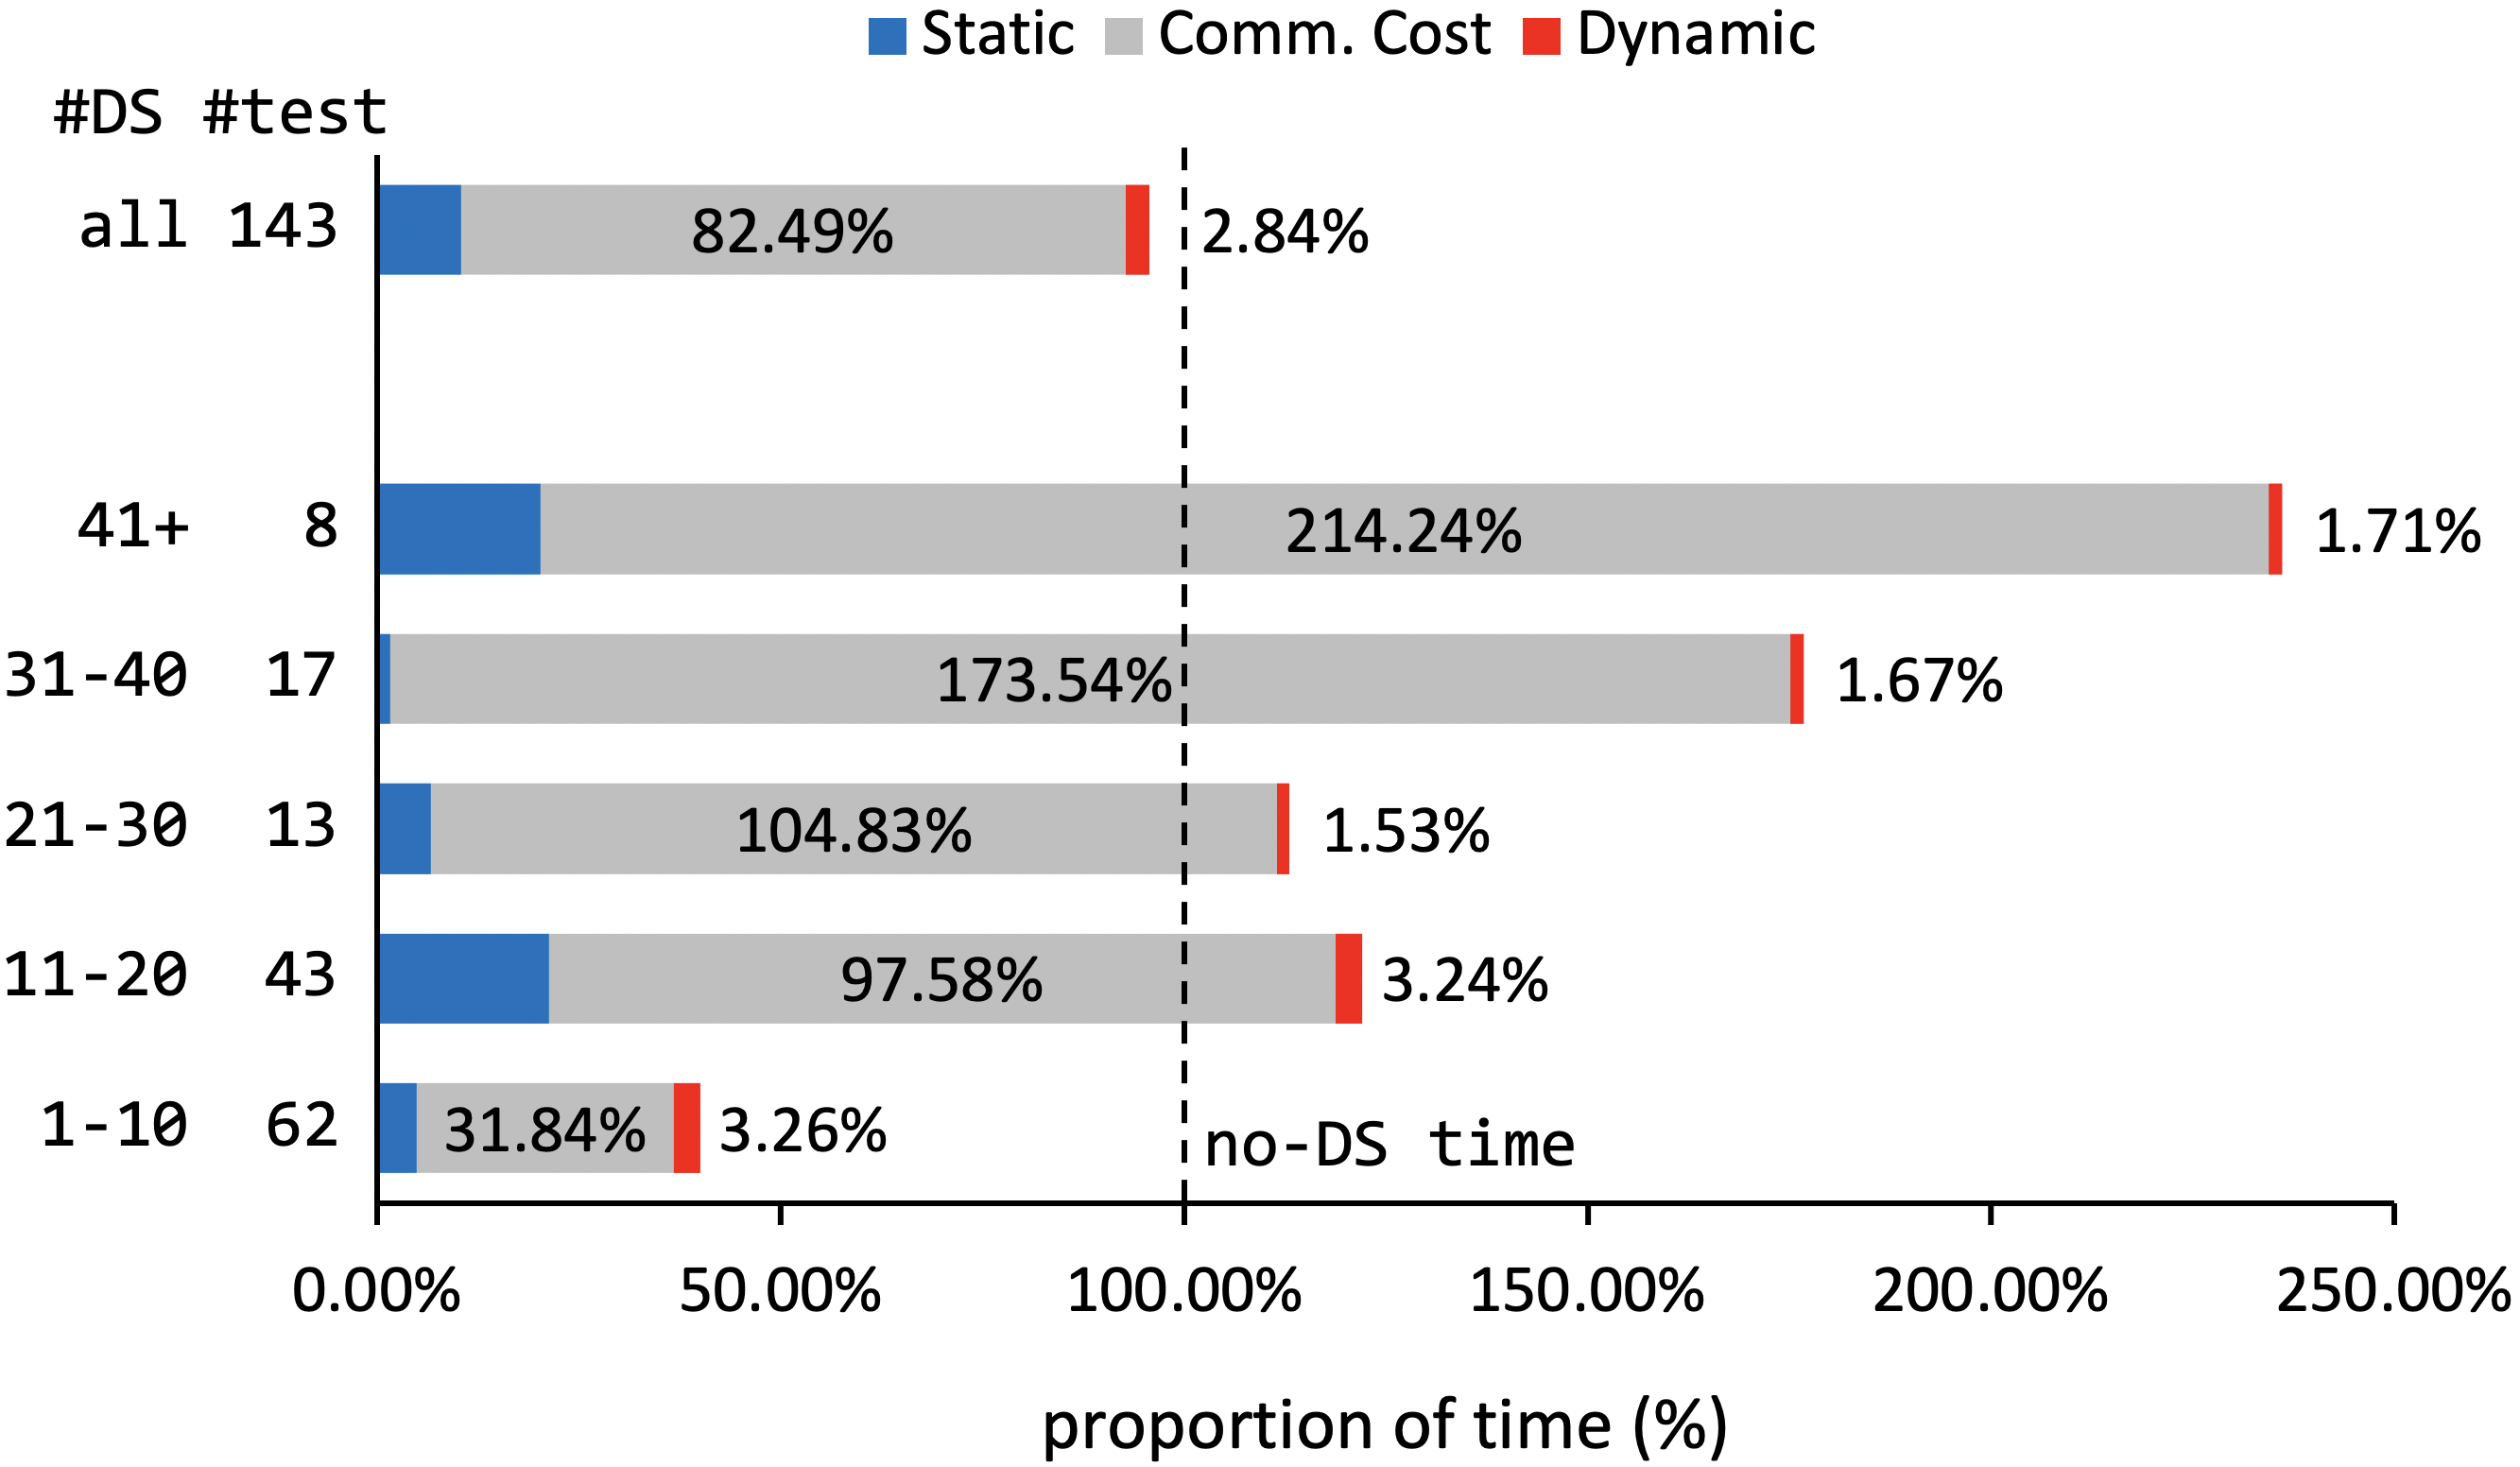 Static Comm. Cost Dynamic
#DS #test
all 143 82.49% 2.84%
41+ 8 214.24% 1.71%
31-40 17 173.54% 1.67%
21-30 13 104.83% 1.53%
11-20 43 97.58% 3.24%
1-10 62 31.84% 3.26% no-DS time
0.00% 50.00% 100.00% 150.00% 200.00% 250.00%
proportion of time (%)